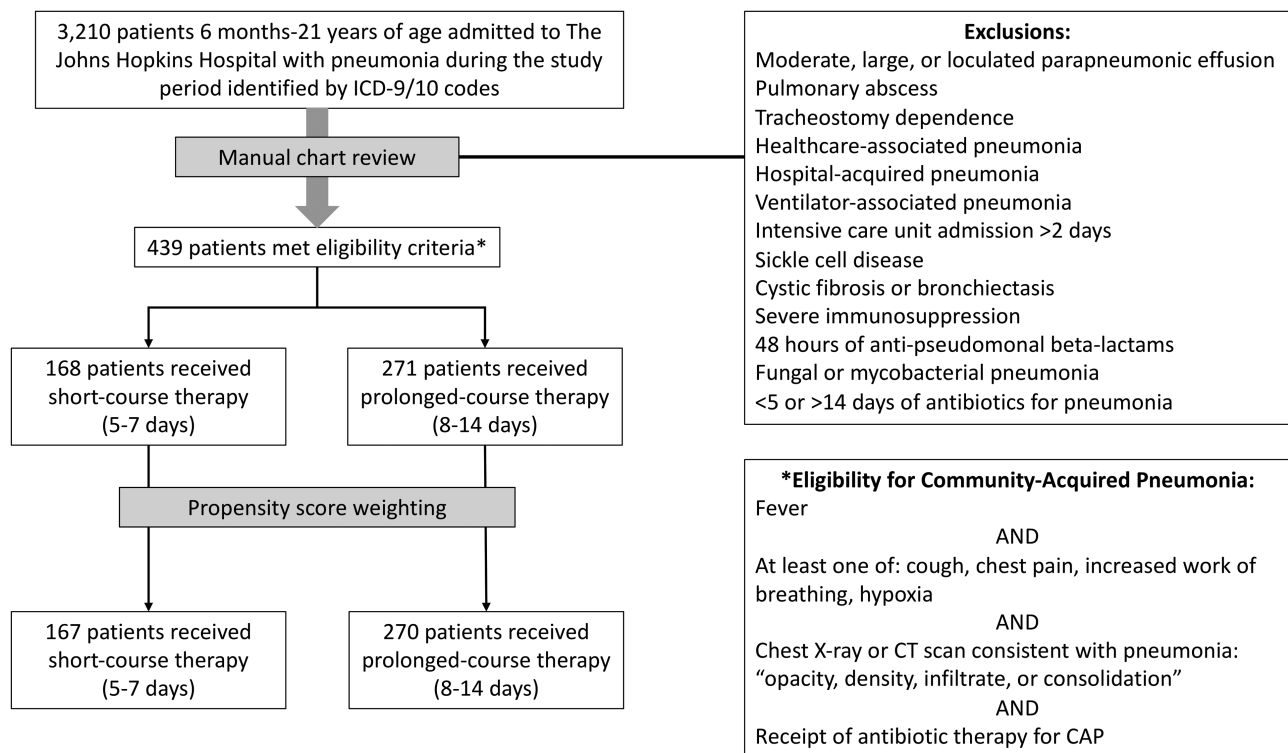 3,210 patients 6 months-21 years of age admitted to The
Johns Hopkins Hospital with pneumonia during the study
period identified by ICD-9/10 codes
Manual chart review
439 patients met eligibility criteria*
168 patients received
short-course therapy
(5-7 days)
271 patients received
prolonged-course therapy
(8-14 days)
Propensity score weighting
167 patients received
short-course therapy
(5-7 days)
270 patients received
prolonged-course therapy
(8-14 days)
Exclusions:
Moderate, large, or loculated parapneumonic effusion
Pulmonary abscess
Tracheostomy dependence
Healthcare-associated pneumonia
Hospital-acquired pneumonia
Ventilator-associated pneumonia
Intensive care unit admission >2 days
Sickle cell disease
Cystic fibrosis or bronchiectasis
Severe immunosuppression
48 hours of anti-pseudomonal beta-lactams
Fungal or mycobacterial pneumonia
<5 or >14 days of antibiotics for pneumonia
*Eligibility for Community-Acquired Pneumonia:
Fever
AND
At least one of: cough, chest pain, increased work of
breathing, hypoxia
AND
Chest X-ray or CT scan consistent with pneumonia:
“opacity, density, infiltrate, or consolidation”
AND
Receipt of antibiotic therapy for CAP